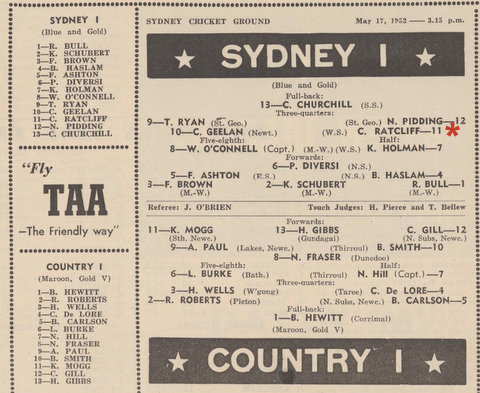 SYDNEY I
(Blue and Gold)
1—R. BULL
2—K. SCHUBERT
3—F. BROWN
4—B. HASLAM
5—F. ASHTON
6—P. DIVERSI
7—K. HOLMAN
8—W. O'CONNELL
9—T. RYAN
10—C. GEELAN
11—C. RATCLIFF
12—N. PIDDING
13—C. CHURCHILL
"Fly
TAA
—The Friendly way"
COUNTRY I
(Maroon, Gold V)
1—B. HEWITT
2—R. ROBERTS
3—H. WELLS
4—C. De LORE
5—B. CARLSON
6—L. BURKE
7—N. HILL
8—N. FRASER
9—A. PAUL
10—B. SMITH
11—K. MOGG
12—C. GILL
13—H. GIBBS
SYDNEY CRICKET GROUND May 17, 1952 — 3.15 p.m.
★ SYDNEY I ★
(Blue and Gold)
Full-back:
13—C. CHURCHILL (S.S.)
Three-quarters:
9—T. RYAN (St. Geo.) (St. Geo.) N. PIDDING—12
10—C. GEELAN (Newt.) (W.S.) C. RATCLIFF—11 *
Five-eighth: Half:
8—W. O'CONNELL (Capt.) (M.-W.) (W.S.) K. HOLMAN—7
Forwards:
6—P. DIVERSI (N.S.)
5—F. ASHTON (E.S.) (N.S.) B. HASLAM—4
3—F. BROWN 2—K. SCHUBERT R. BULL—1
(M.-W.) (M.-W.) (M.-W.)
Referee: J. O'BRIEN Touch Judges: H. Pierce and T. Bellew
Forwards:
11—K. MOGG 13—H. GIBBS C. GILL—12
(Sth. Newc.) (Gundagai) (N. Subs, Newc.)
9—A. PAUL (Lakes, Newc.) (Thirroul) B. SMITH—10
8—N. FRASER (Dunedoo)
Five-eighth: Half:
6—L. BURKE (Bath.) (Thirroul) N. Hill (Capt.)—7
Three-quarters:
3—H. WELLS (W'gong) (Taree) C. De LORE—4
2—R. ROBERTS (Picton) (N. Subs, Newc.) B. CARLSON—5
Full-back:
1—B. HEWITT (Corrimal)
(Maroon, Gold V)
★ COUNTRY I ★